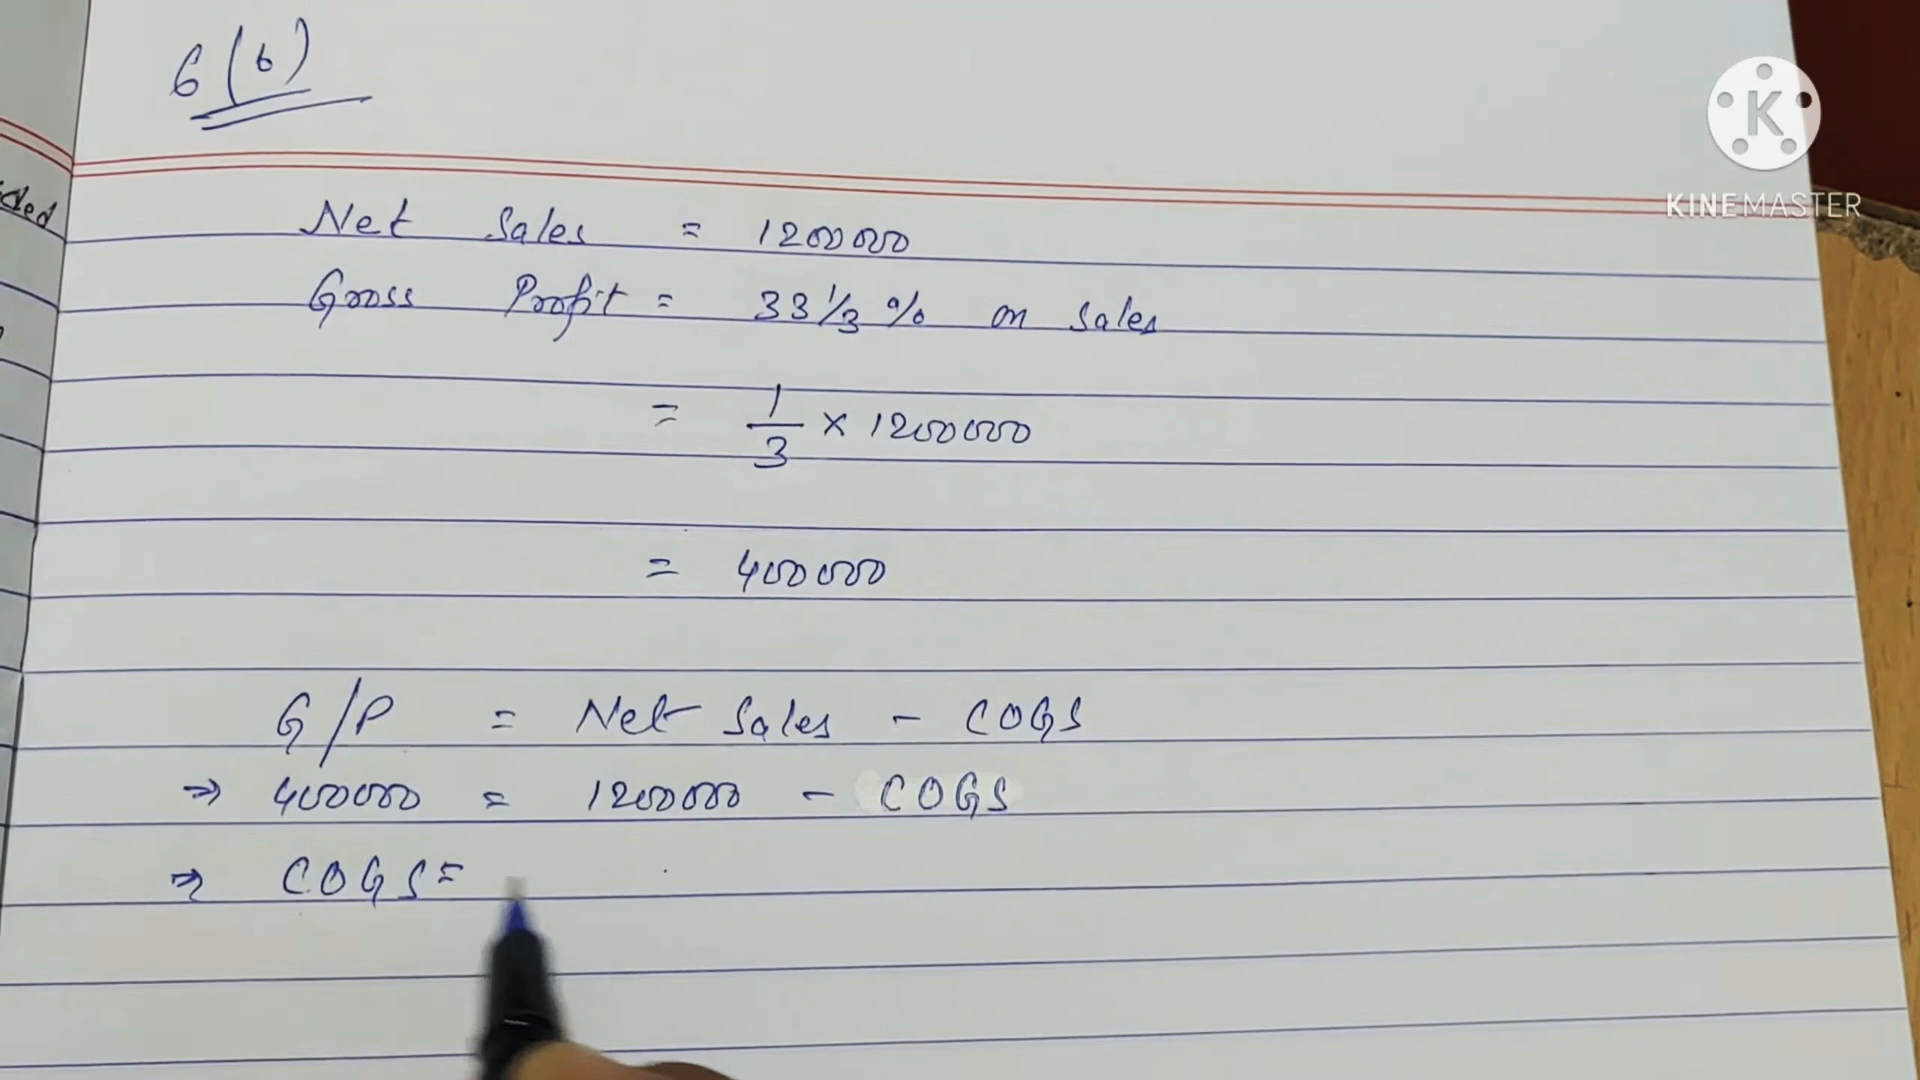 6(b)
K
KINEMASTER
cded
Net Sales = 1200000
Gross Profit = 33 1/3 % on sales
= 1/3 × 1200000
= 400000
G/P = Net Sales - COGS
⇒ 400000 = 1200000 - COGS
⇒ COGS =